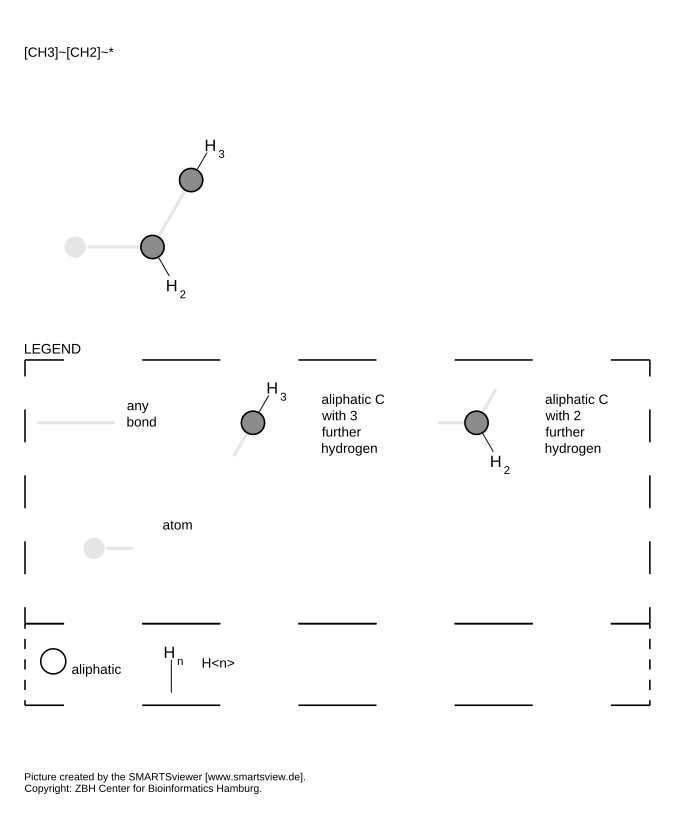 [CH3]~[CH2]~*
H 3
H 2
LEGEND
any
bond
H 3
aliphatic C
with 3
further
hydrogen
H 2
aliphatic C
with 2
further
hydrogen
atom
aliphatic
H n
H<n>
Picture created by the SMARTSviewer [www.smartsview.de].
Copyright: ZBH Center for Bioinformatics Hamburg.